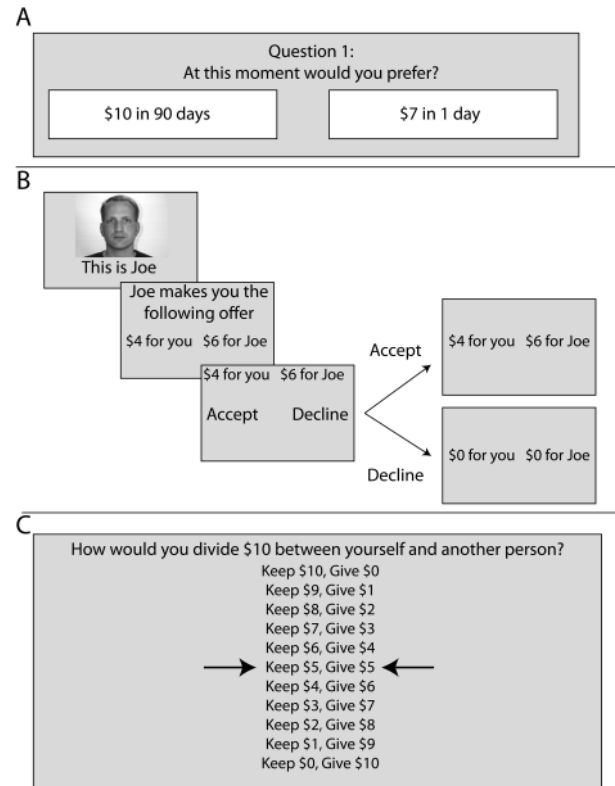 A
Question 1:
At this moment would you prefer?
$10 in 90 days
$7 in 1 day
B
This is Joe
Joe makes you the
following offer
$4 for you $6 for Joe
$4 for you $6 for Joe
Accept Decline
Accept
$4 for you $6 for Joe
Decline
$0 for you $0 for Joe
C
How would you divide $10 between yourself and another person?
Keep $10, Give $0
Keep $9, Give $1
Keep $8, Give $2
Keep $7, Give $3
Keep $6, Give $4
Keep $5, Give $5
Keep $4, Give $6
Keep $3, Give $7
Keep $2, Give $8
Keep $1, Give $9
Keep $0, Give $10